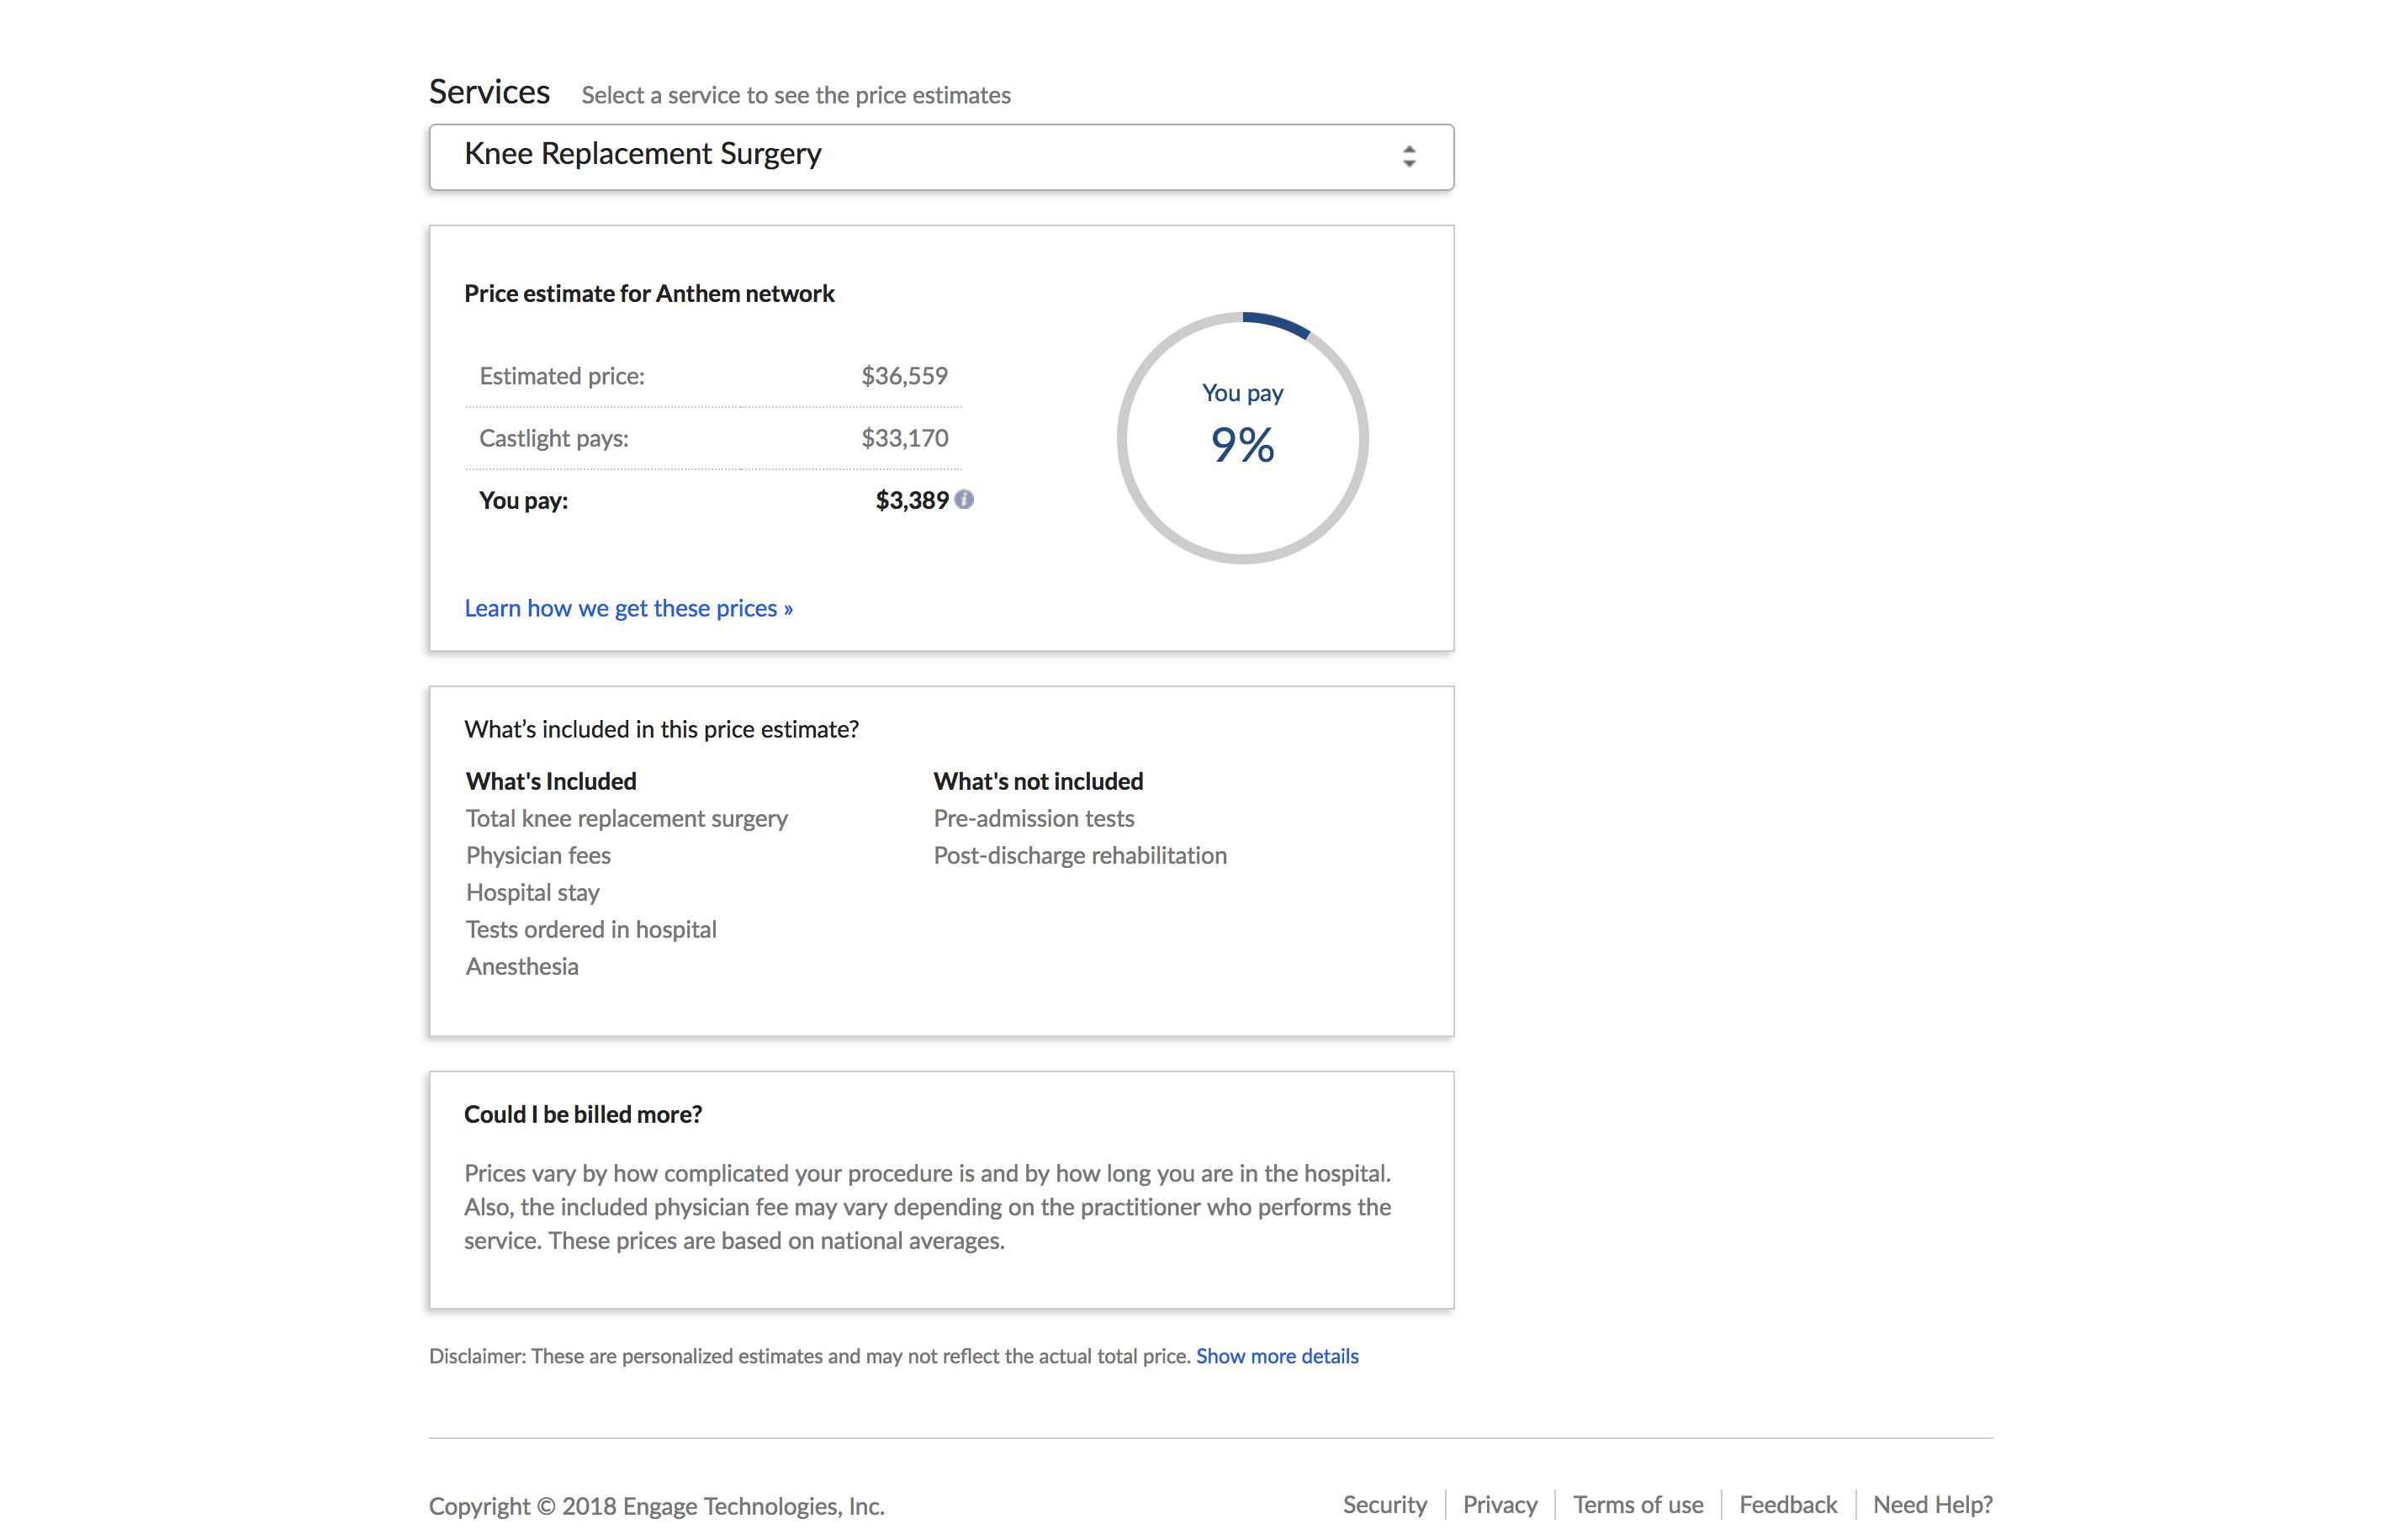 Services Select a service to see the price estimates
Knee Replacement Surgery
Price estimate for Anthem network
Estimated price: $36,559
Castlight pays: $33,170
You pay: $3,389
You pay
9%
Learn how we get these prices »
What’s included in this price estimate?
What's Included
Total knee replacement surgery
Physician fees
Hospital stay
Tests ordered in hospital
Anesthesia
What's not included
Pre-admission tests
Post-discharge rehabilitation
Could I be billed more?
Prices vary by how complicated your procedure is and by how long you are in the hospital.
Also, the included physician fee may vary depending on the practitioner who performs the
service. These prices are based on national averages.
Disclaimer: These are personalized estimates and may not reflect the actual total price. Show more details
Copyright © 2018 Engage Technologies, Inc.
Security Privacy Terms of use Feedback Need Help?